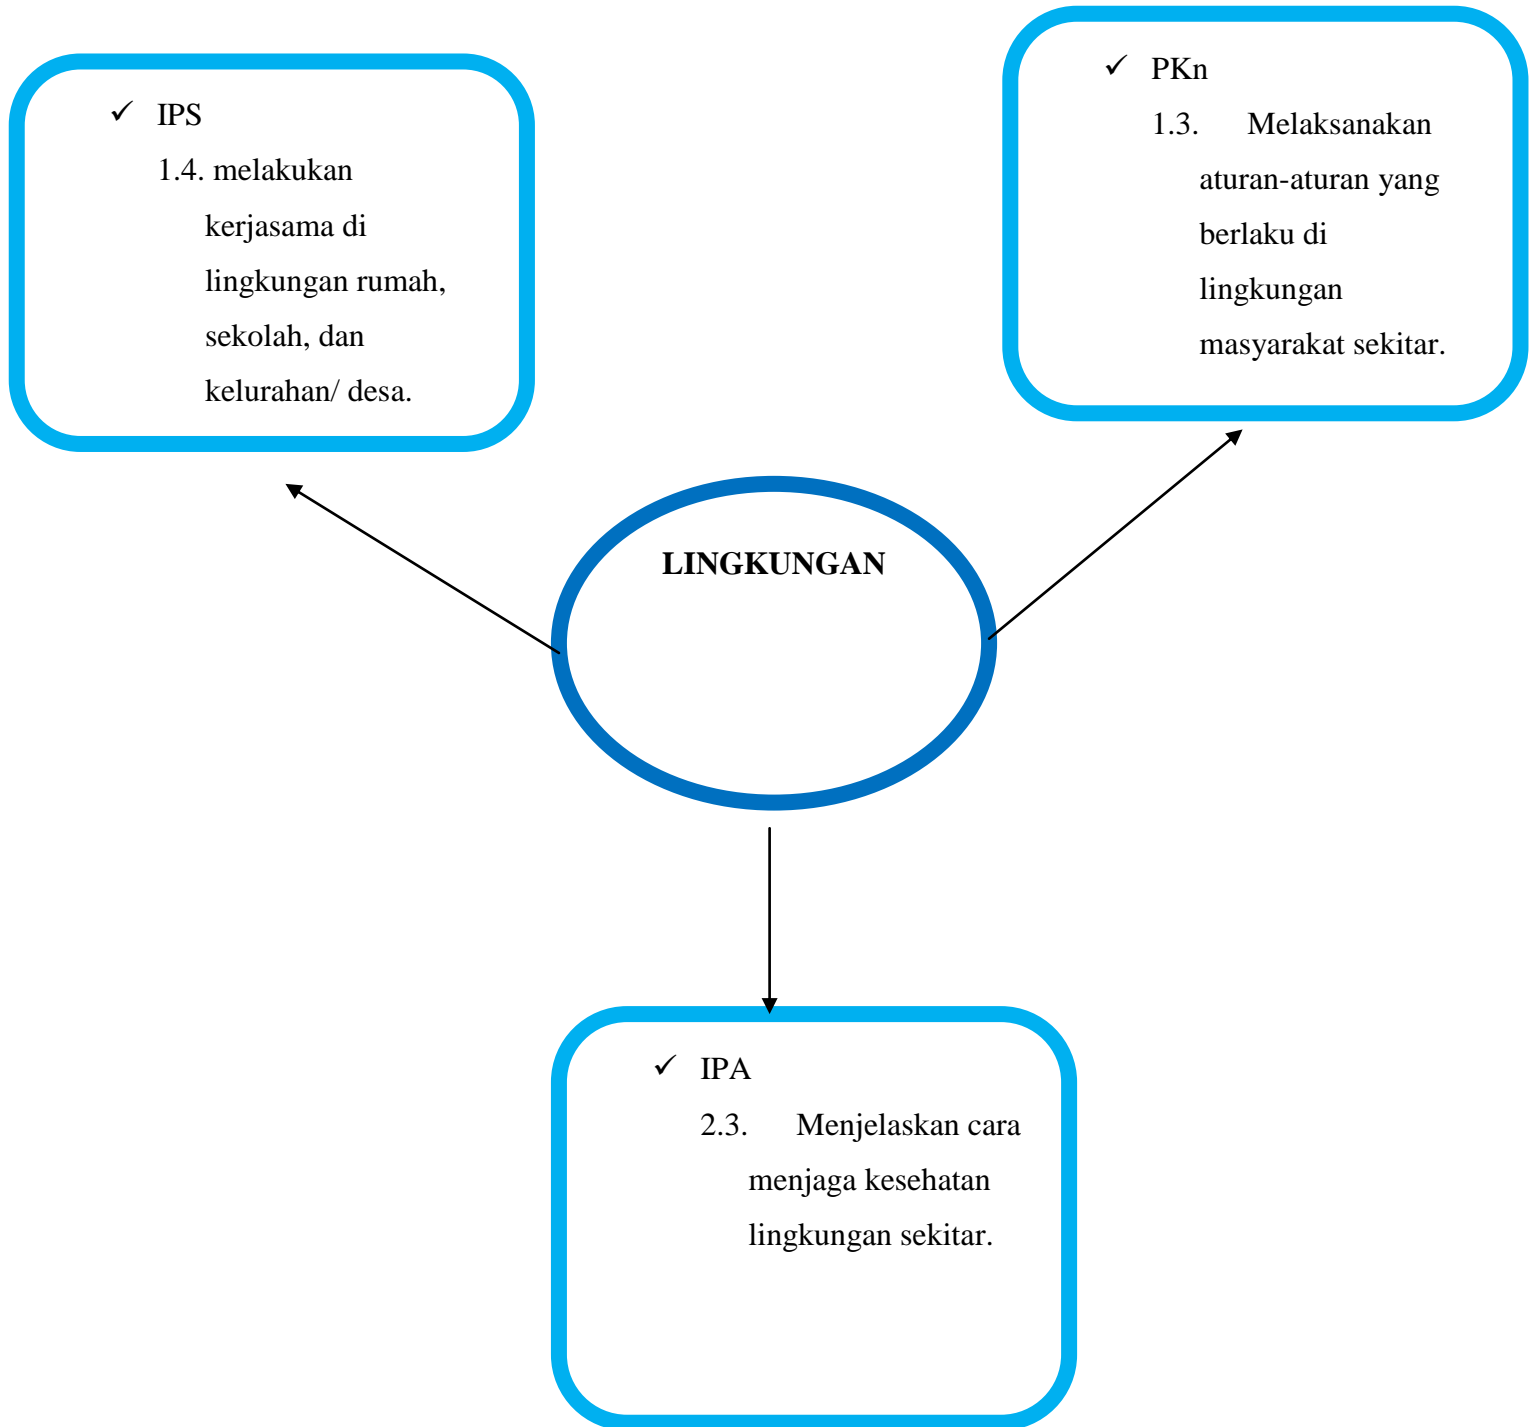 ✓ IPS
1.4. melakukan
kerjasama di
lingkungan rumah,
sekolah, dan
kelurahan/ desa.
✓ PKn
1.3. Melaksanakan
aturan-aturan yang
berlaku di
lingkungan
masyarakat sekitar.
LINGKUNGAN
✓ IPA
2.3. Menjelaskan cara
menjaga kesehatan
lingkungan sekitar.